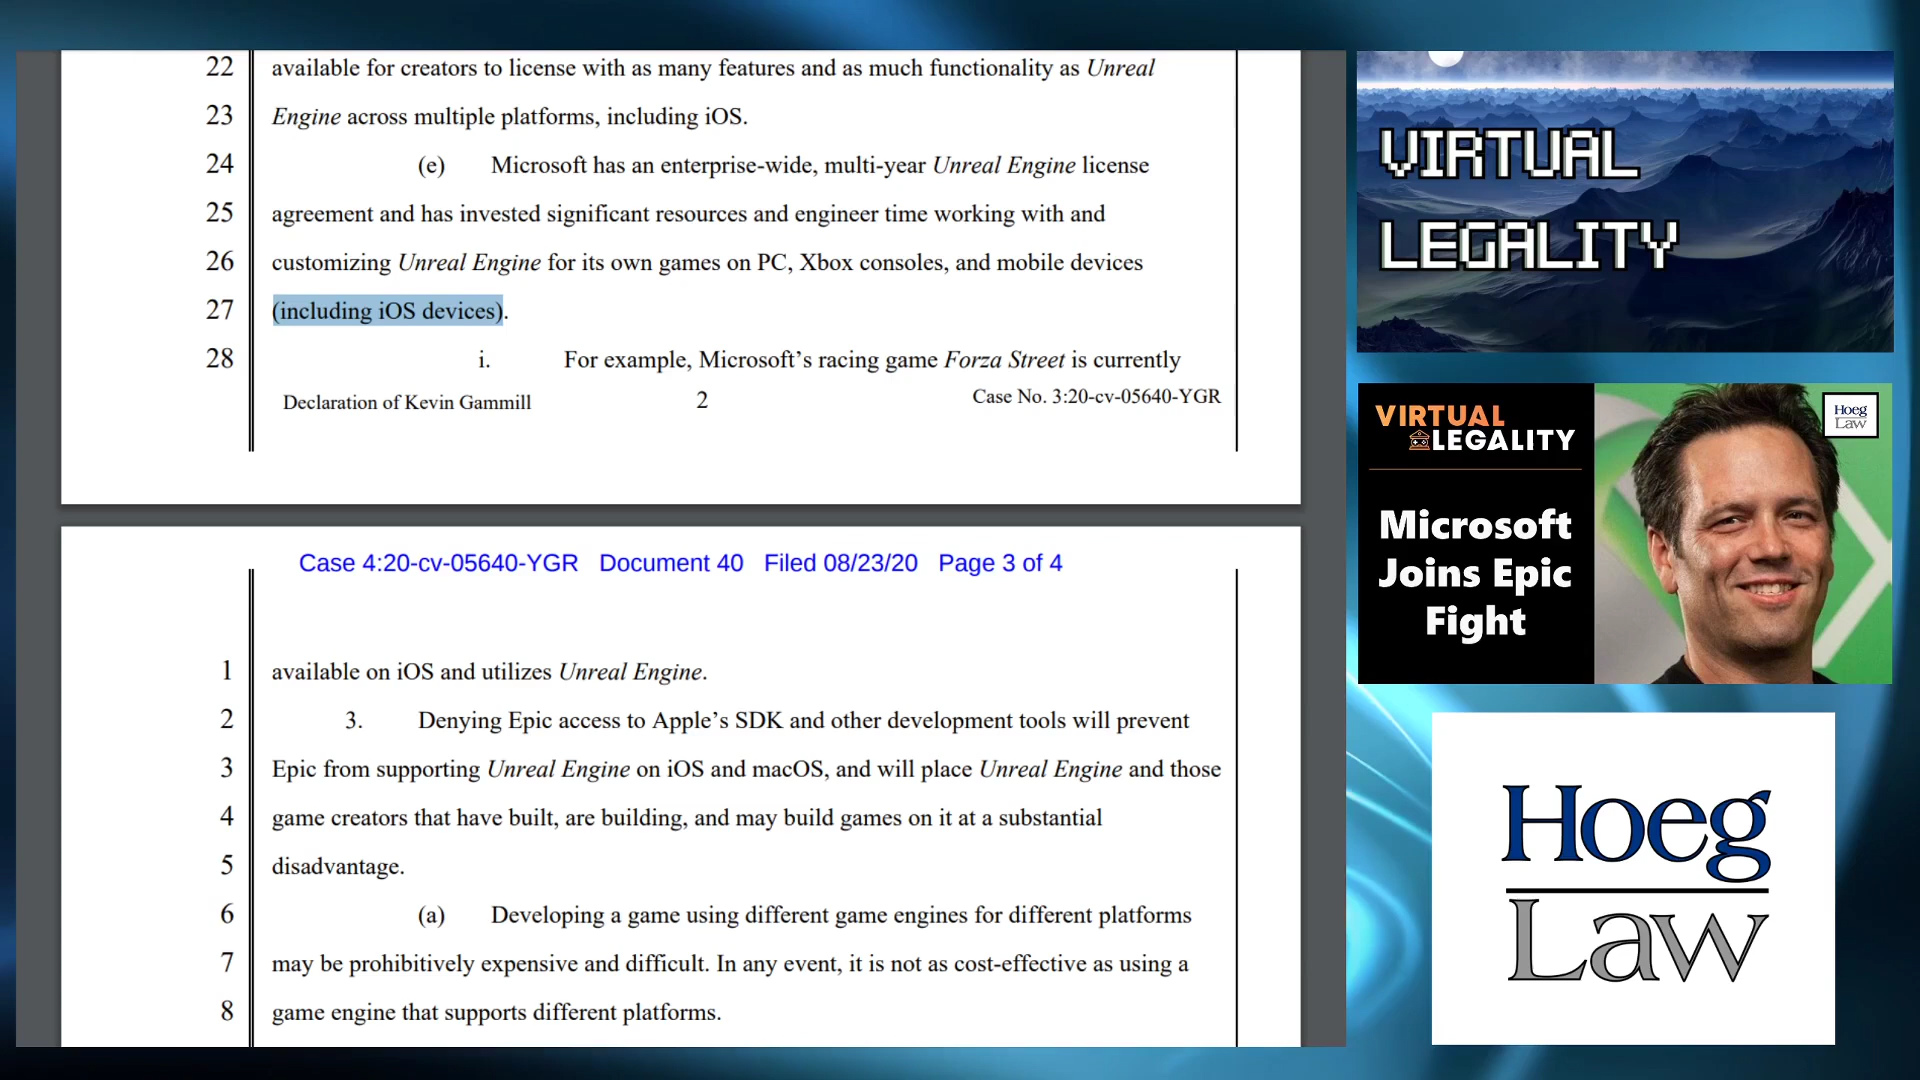 22 available for creators to license with as many features and as much functionality as Unreal
23 Engine across multiple platforms, including iOS.
24 (e) Microsoft has an enterprise-wide, multi-year Unreal Engine license
25 agreement and has invested significant resources and engineer time working with and
26 customizing Unreal Engine for its own games on PC, Xbox consoles, and mobile devices
27 (including iOS devices).
28 i. For example, Microsoft’s racing game Forza Street is currently
Declaration of Kevin Gammill 2 Case No. 3:20-cv-05640-YGR
Case 4:20-cv-05640-YGR Document 40 Filed 08/23/20 Page 3 of 4
1 available on iOS and utilizes Unreal Engine.
2 3. Denying Epic access to Apple’s SDK and other development tools will prevent
3 Epic from supporting Unreal Engine on iOS and macOS, and will place Unreal Engine and those
4 game creators that have built, are building, and may build games on it at a substantial
5 disadvantage.
6 (a) Developing a game using different game engines for different platforms
7 may be prohibitively expensive and difficult. In any event, it is not as cost-effective as using a
8 game engine that supports different platforms.
VIRTUAL
LEGALITY
VIRTUAL
LEGALITY
Hoeg
Law
Microsoft
Joins Epic
Fight
Hoeg
Law